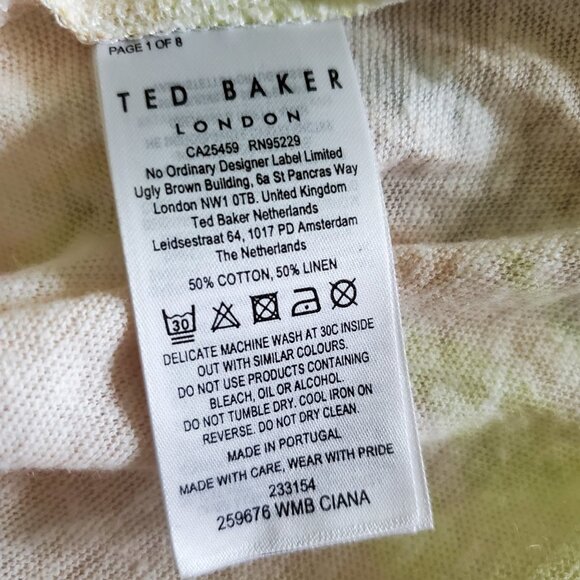 PAGE 1 OF 8
TED BAKER
LONDON
CA25459 RN95229
No Ordinary Designer Label Limited
Ugly Brown Building, 6a St Pancras Way
London NW1 0TB. United Kingdom
Ted Baker Netherlands
Leidsestraat 64, 1017 PD Amsterdam
The Netherlands
50% COTTON, 50% LINEN
30
DELICATE MACHINE WASH AT 30C INSIDE
OUT WITH SIMILAR COLOURS.
DO NOT USE PRODUCTS CONTAINING
BLEACH, OIL OR ALCOHOL.
DO NOT TUMBLE DRY. COOL IRON ON
REVERSE. DO NOT DRY CLEAN.
MADE IN PORTUGAL
MADE WITH CARE, WEAR WITH PRIDE
233154
259676 WMB CIANA